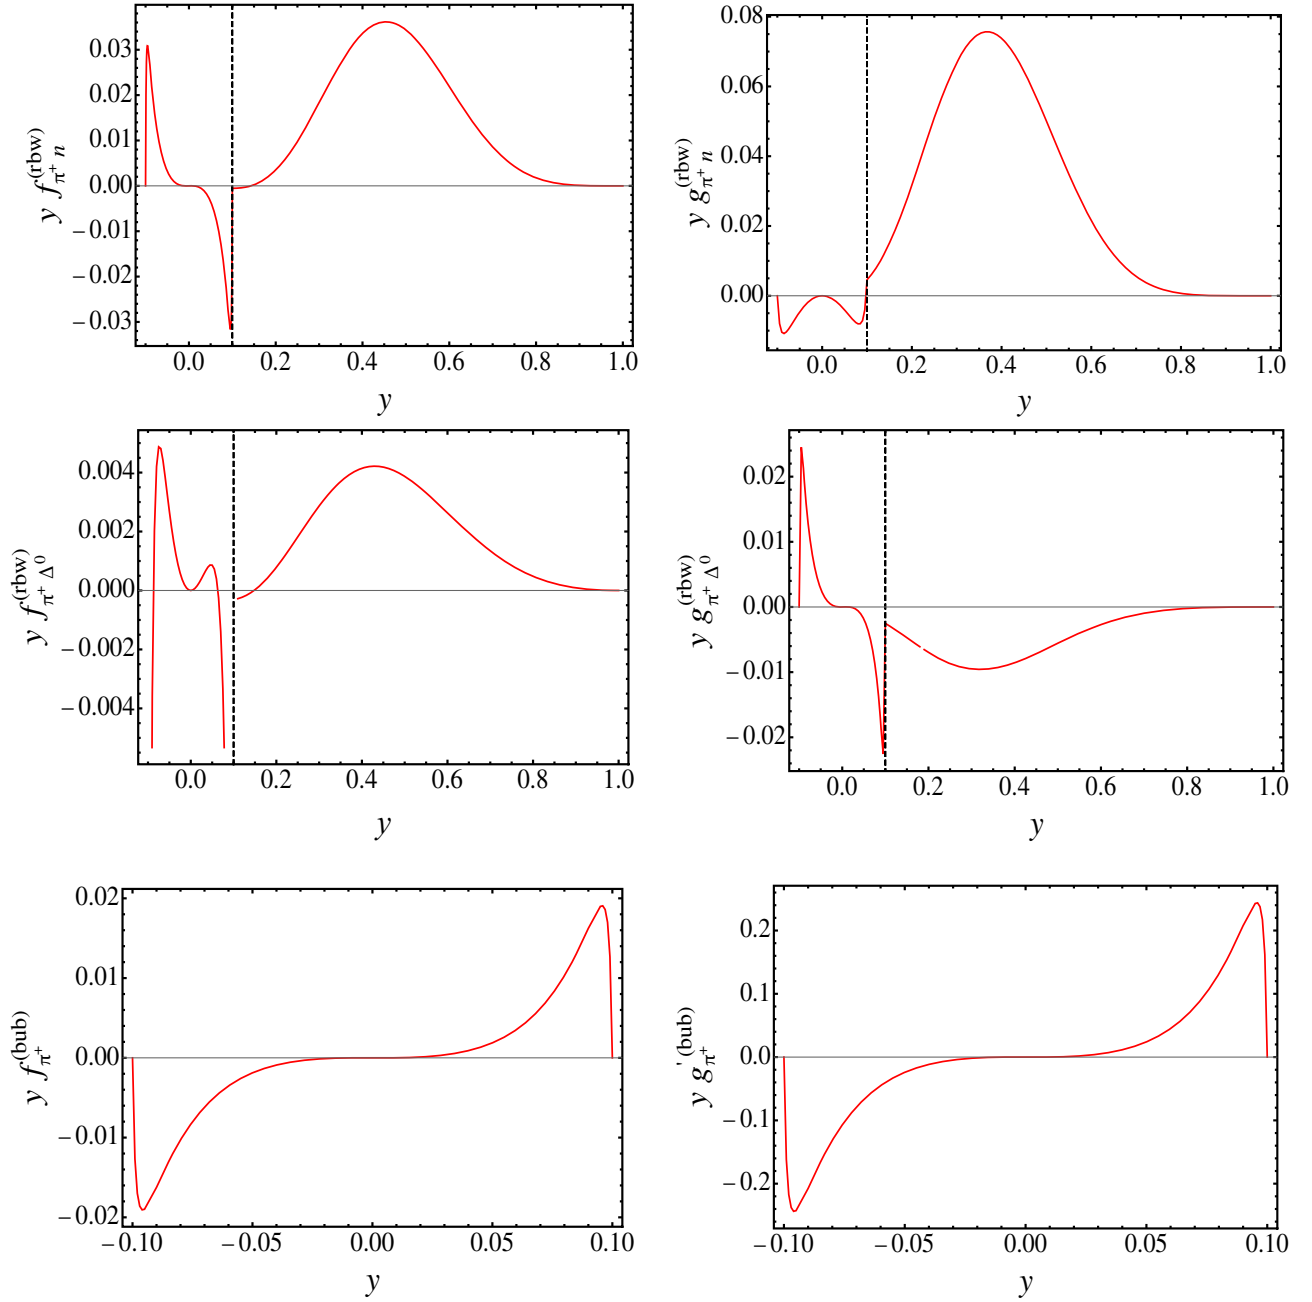 y f_{π⁺ n}^{(rbw)}
0.03
0.02
0.01
0.00
−0.01
−0.02
−0.03
0.0 0.2 0.4 0.6 0.8 1.0
y
y g_{π⁺ n}^{(rbw)}
0.08
0.06
0.04
0.02
0.00
0.0 0.2 0.4 0.6 0.8 1.0
y
y f_{π⁺ Δ⁰}^{(rbw)}
0.004
0.002
0.000
−0.002
−0.004
0.0 0.2 0.4 0.6 0.8 1.0
y
y g_{π⁺ Δ⁰}^{(rbw)}
0.02
0.01
0.00
−0.01
−0.02
0.0 0.2 0.4 0.6 0.8 1.0
y
y f_{π⁺}^{(bub)}
0.02
0.01
0.00
−0.01
−0.02
−0.10 −0.05 0.00 0.05 0.10
y
y g'_{π⁺}^{(bub)}
0.2
0.1
0.0
−0.1
−0.2
−0.10 −0.05 0.00 0.05 0.10
y